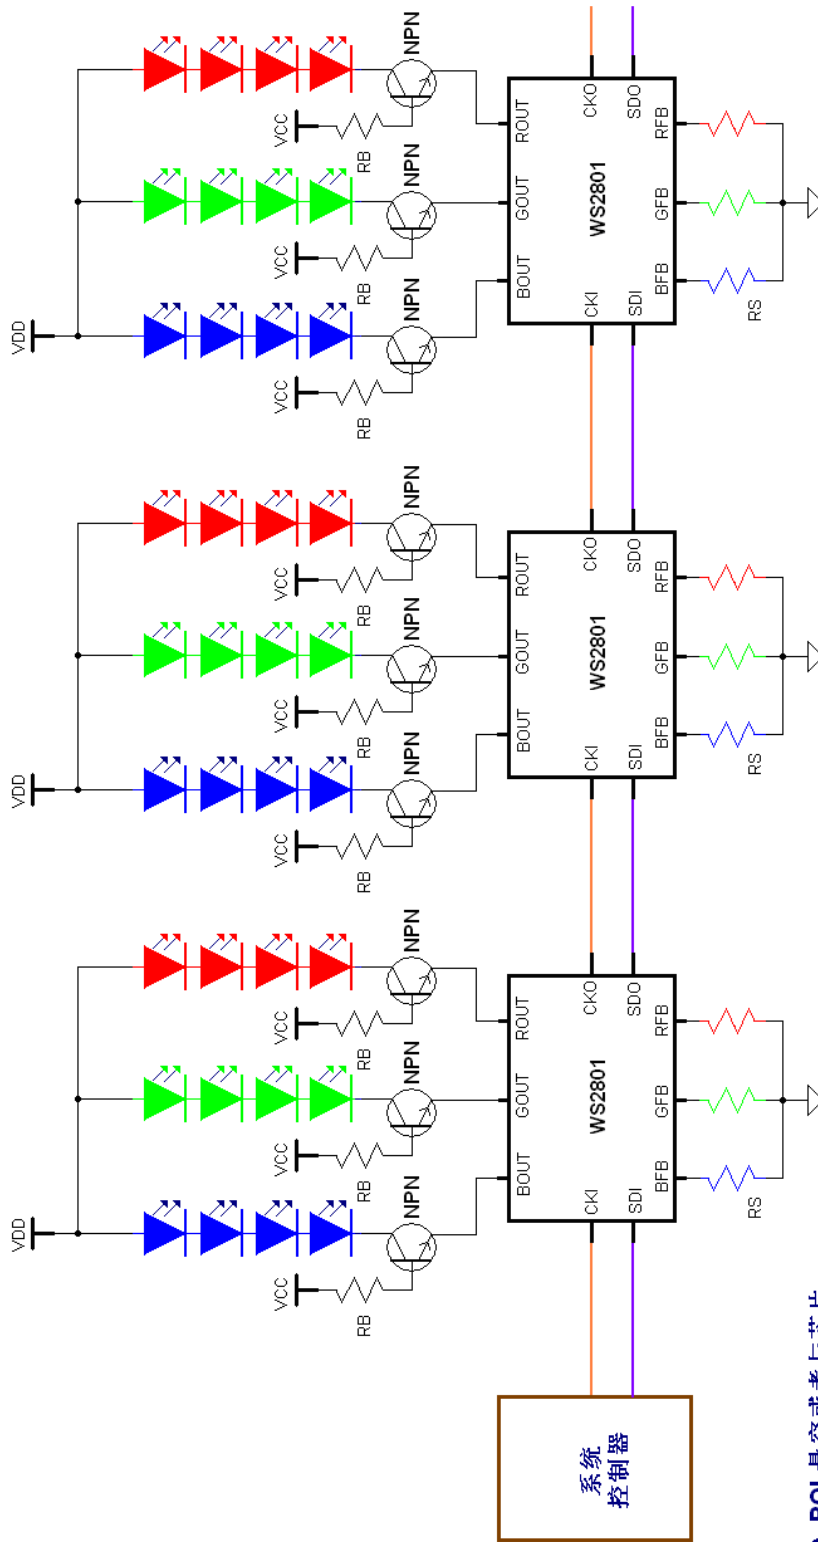 VDD VDD VDD
VCC VCC VCC VCC VCC VCC VCC VCC VCC
RB RB RB RB RB RB RB RB RB
NPN NPN NPN NPN NPN NPN NPN NPN NPN
BOUT GOUT ROUT BOUT GOUT ROUT BOUT GOUT ROUT
系统
控制器
CKI WS2801 CKO CKI WS2801 CKO CKI WS2801 CKO
SDI SDO SDI SDO SDI SDO
BFB GFB RFB BFB GFB RFB BFB GFB RFB
RS RS RS